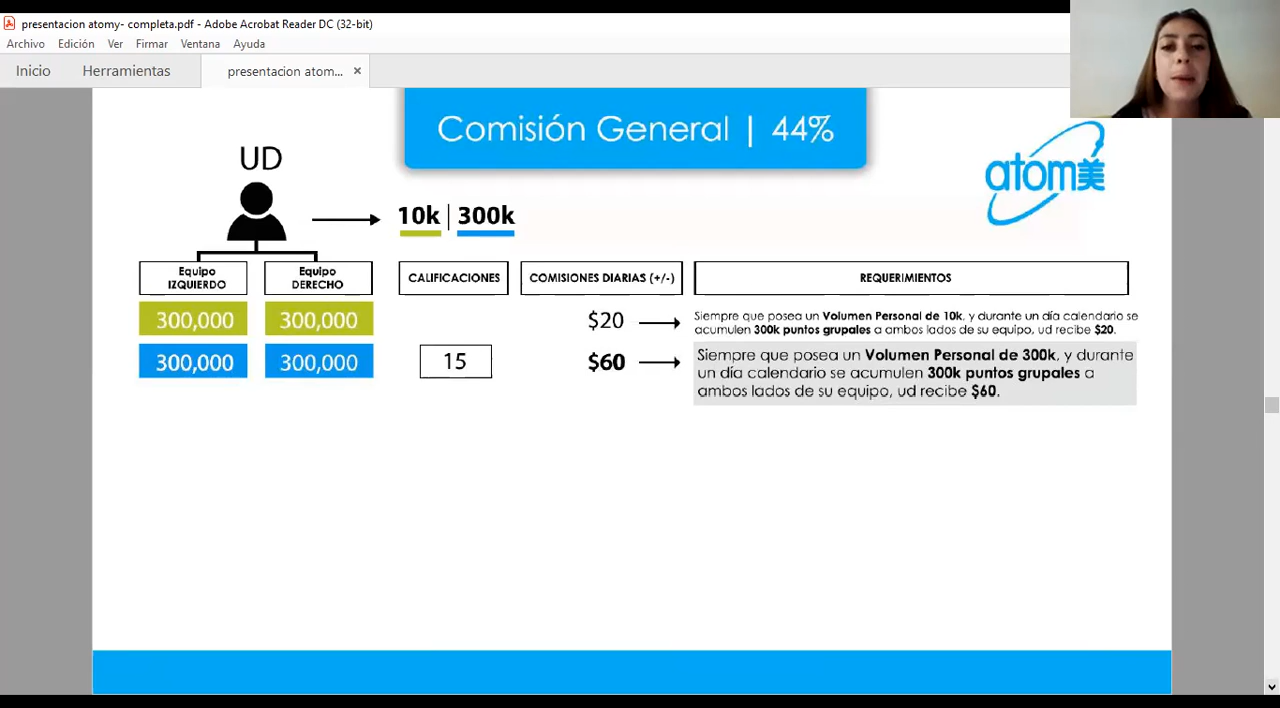 presentacion atomy- completa.pdf - Adobe Acrobat Reader DC (32-bit)
Archivo Edición Ver Firmar Ventana Ayuda
Inicio Herramientas presentacion atom... ×
Comisión General | 44%
atom美
UD
10k | 300k
Equipo IZQUIERDO
Equipo DERECHO
CALIFICACIONES
COMISIONES DIARIAS (+/-)
REQUERIMIENTOS
300,000 300,000 $20
Siempre que posea un Volumen Personal de 10k, y durante un día calendario se
acumulen 300k puntos grupales a ambos lados de su equipo, ud recibe $20.
300,000 300,000 15 $60
Siempre que posea un Volumen Personal de 300k, y durante
un día calendario se acumulen 300k puntos grupales a
ambos lados de su equipo, ud recibe $60.